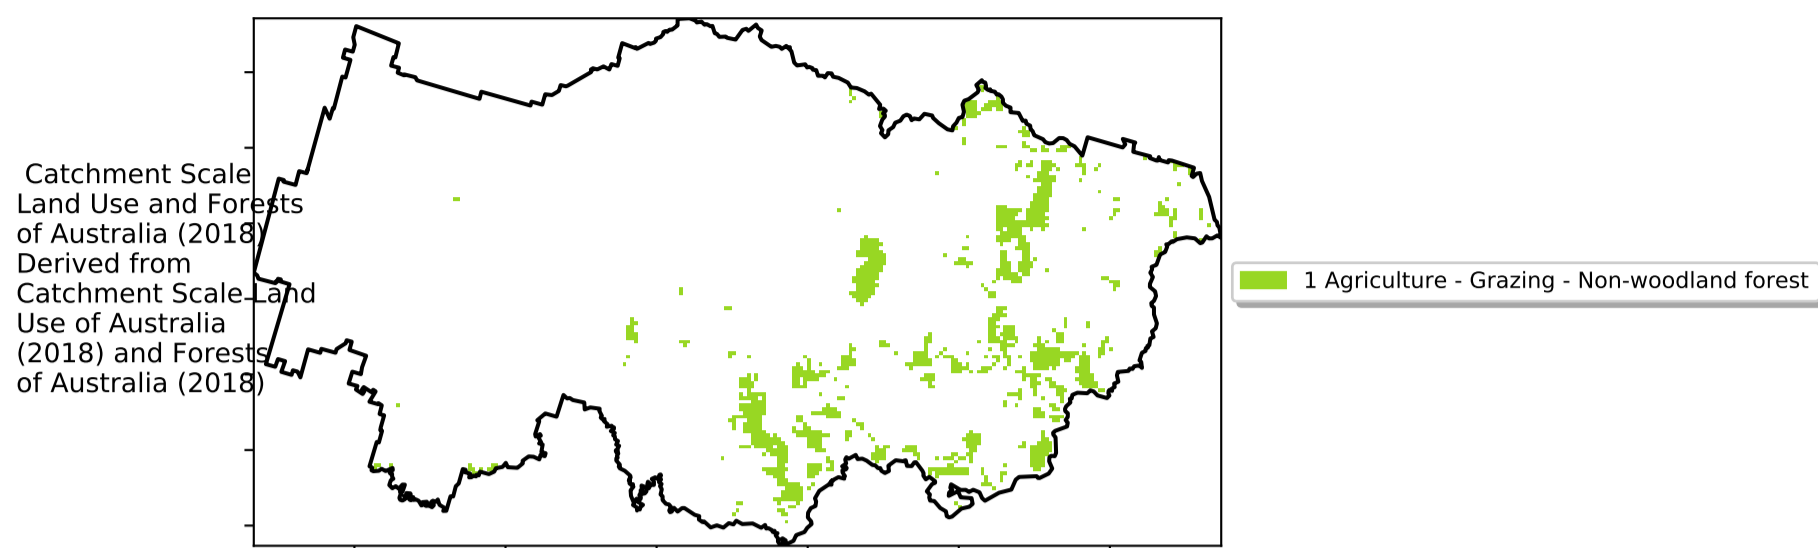 Catchment Scale
Land Use and Forests
of Australia (2018)
Derived from
Catchment Scale Land
Use of Australia
(2018) and Forests
of Australia (2018)
1 Agriculture - Grazing - Non-woodland forest